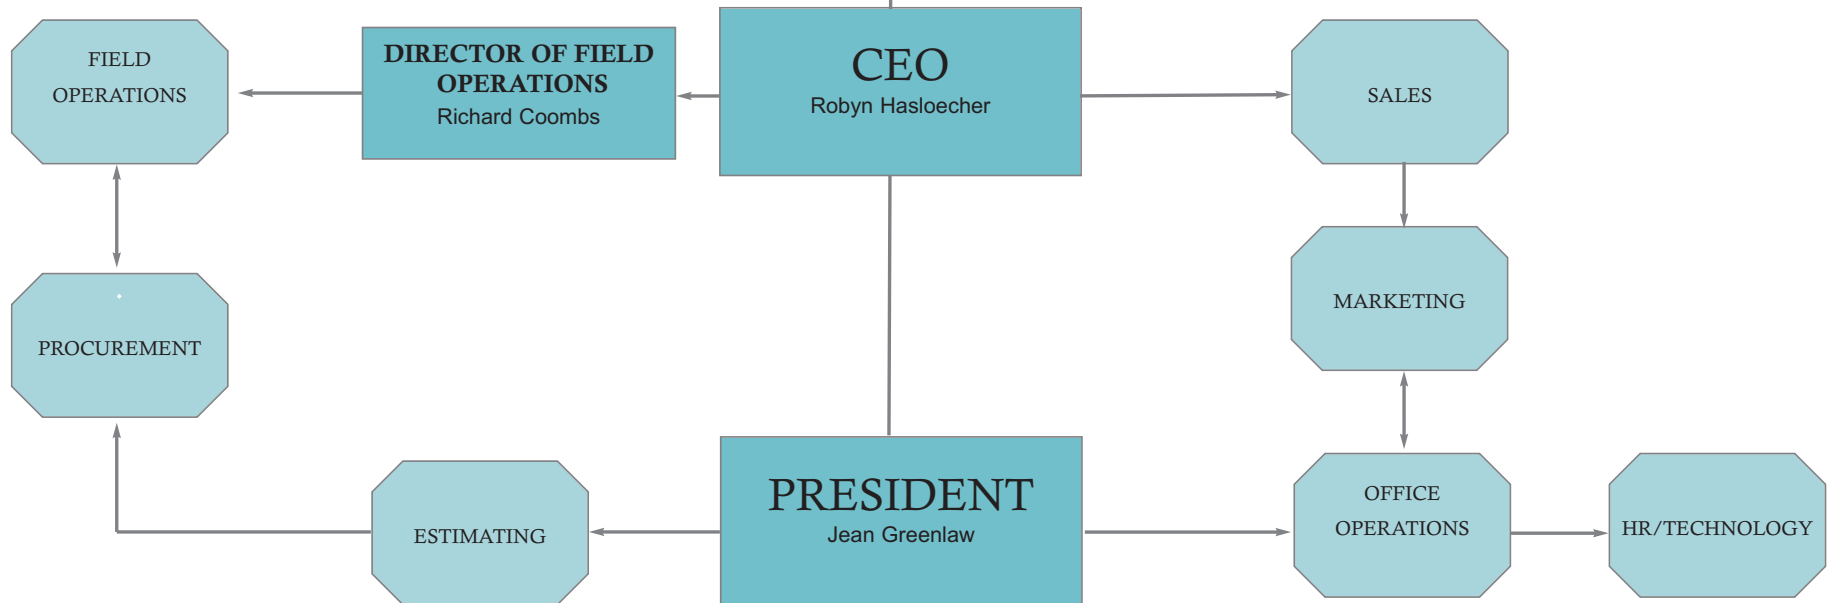 FIELD
OPERATIONS
DIRECTOR OF FIELD
OPERATIONS
Richard Coombs
CEO
Robyn Hasloecher
SALES
MARKETING
PROCUREMENT
ESTIMATING
PRESIDENT
Jean Greenlaw
OFFICE
OPERATIONS
HR/TECHNOLOGY